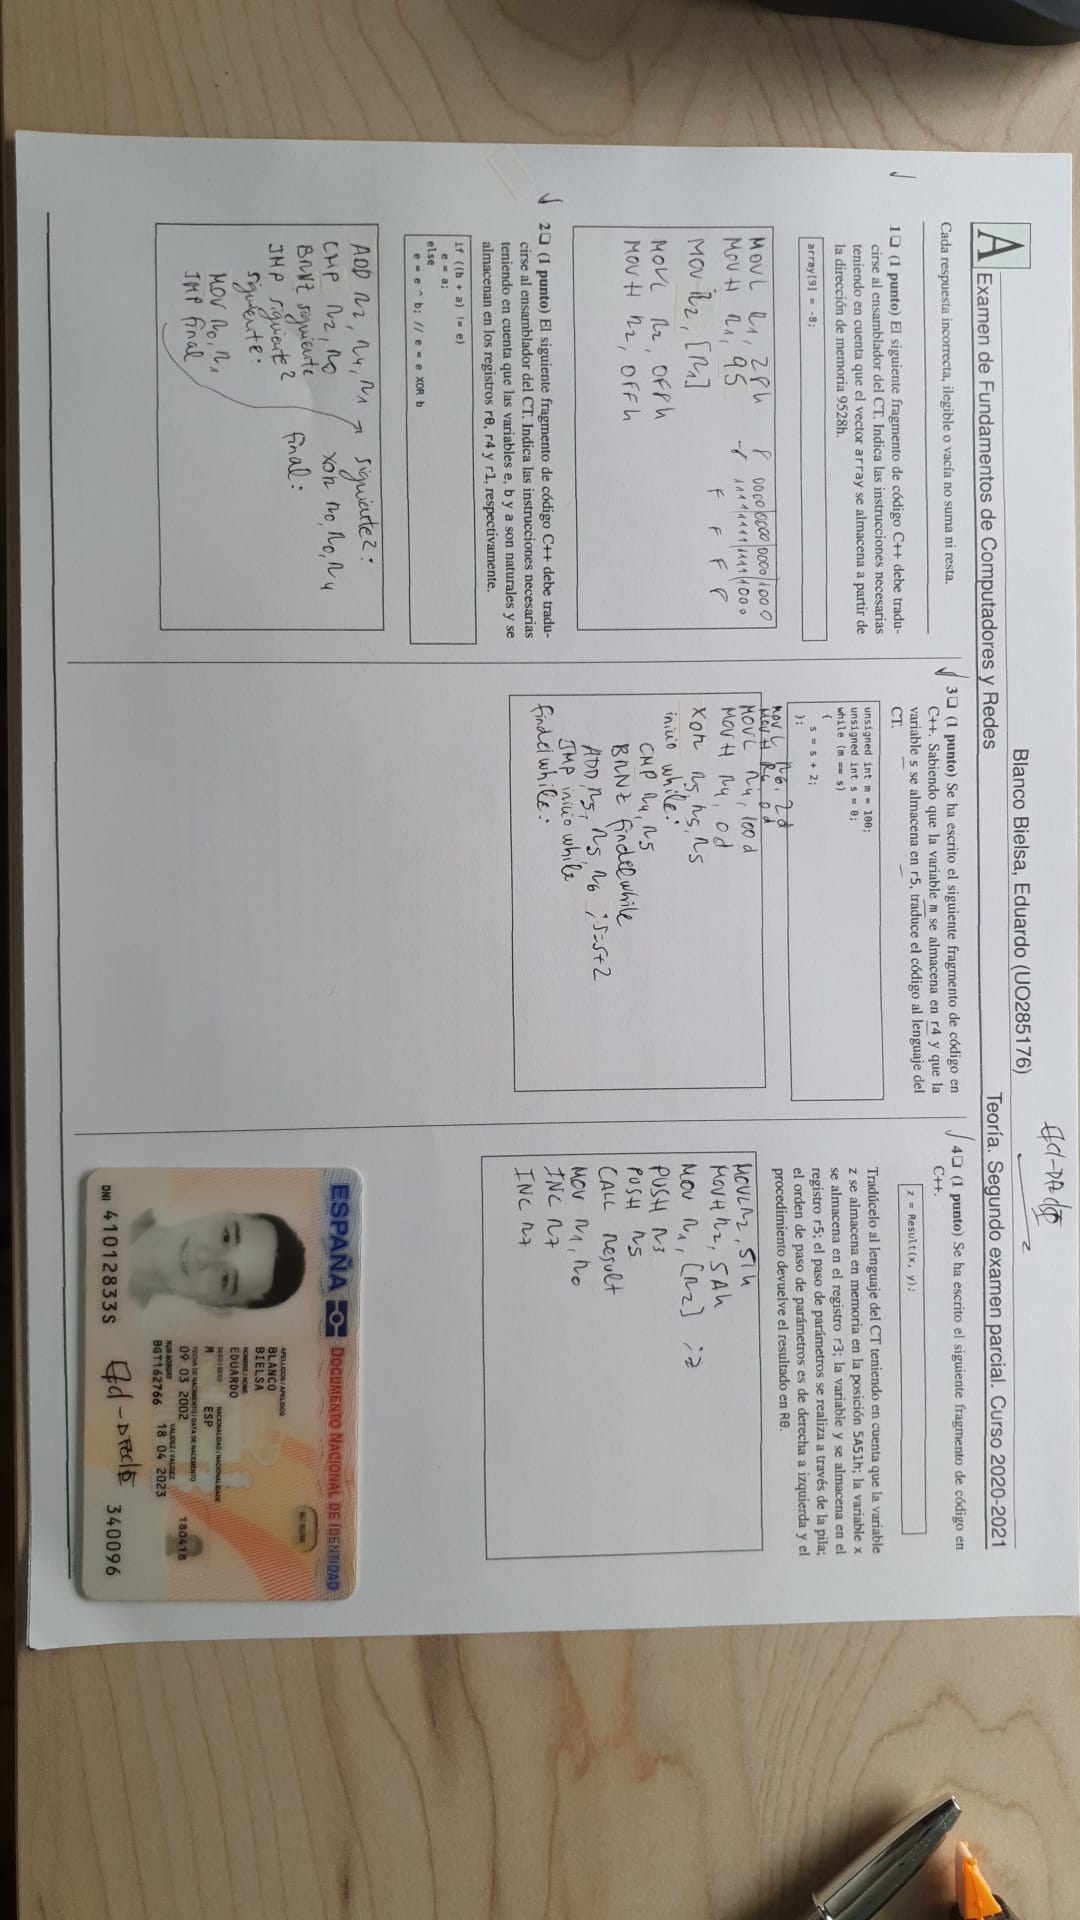 Blanco Bielsa, Eduardo (UO285176)
A
Examen de Fundamentos de Computadores y Redes
Teoría. Segundo examen parcial. Curso 2020-2021
Cada respuesta incorrecta, ilegible o vacía no suma ni resta.
1 (1 punto) El siguiente fragmento de código C++ debe tradu-
cirse al ensamblador del CT. Indica las instrucciones necesarias
teniendo en cuenta que el vector array se almacena a partir de
la dirección de memoria 9528h.
array[9] = -8;
MOVL R1, 28h
MOVH R1, 95
MOV R2, [R1]
MOVL R2, 0F8h
MOVH R2, 0FFh
8 0000|0000|0000|1000
-8 1111|1111|1111|1000
F F F 8
2 (1 punto) El siguiente fragmento de código C++ debe tradu-
cirse al ensamblador del CT. Indica las instrucciones necesarias
teniendo en cuenta que las variables e, b y a son naturales y se
almacenan en los registros r0, r4 y r1, respectivamente.
if ((b + a) != e)
e = a;
else
e = e ^ b; // e = e XOR b
ADD R2, R4, R1
CMP R2, R0
BRNZ siguiente
JMP siguiente2
siguiente:
MOV R0, R1
JMP final
siguiente2:
XOR R0, R0, R4
final:
3 (1 punto) Se ha escrito el siguiente fragmento de código en
C++. Sabiendo que la variable m se almacena en r4 y que la
variable s se almacena en r5, traduce el código al lenguaje del
CT.
unsigned int m = 100;
unsigned int s = 0;
while (m == s)
{
s = s + 2;
};
MOVL R6, 2d
MOVH R6, 0d
MOVL R4, 100d
MOVH R4, 0d
XOR R5, R5, R5
inicio while:
CMP R4, R5
BRNZ findelwhile
ADD R5, R5, R6 ; s=s+2
JMP inicio while
findelwhile:
4 (1 punto) Se ha escrito el siguiente fragmento de código en
C++.
z = Result(x, y);
Tradúcelo al lenguaje del CT teniendo en cuenta que la variable
z se almacena en memoria en la posición 5A51h; la variable x
se almacena en el registro r3; la variable y se almacena en el
registro r5; el paso de parámetros se realiza a través de la pila;
el orden de paso de parámetros es de derecha a izquierda y el
procedimiento devuelve el resultado en R0.
MOVL R2, 51h
MOVH R2, 5Ah
MOV R1, [R2] ; z
PUSH R3
PUSH R5
CALL Result
MOV R1, R0
INC R7
INC R7
ESPAÑA DOCUMENTO NACIONAL DE IDENTIDAD
APELLIDOS / APELIDOS
BLANCO
BIELSA
NOMBRE / NOME
EDUARDO
SEXO / SEXO NACIONALIDAD / NACIONALIDADE
M ESP
FECHA DE NACIMIENTO / DATA DE NACEMENTO
09 03 2002
180418
NUM SOPORT VALIDEZ / VALIDEZ
BGT162766 18 04 2023
DNI 41012833S
340096